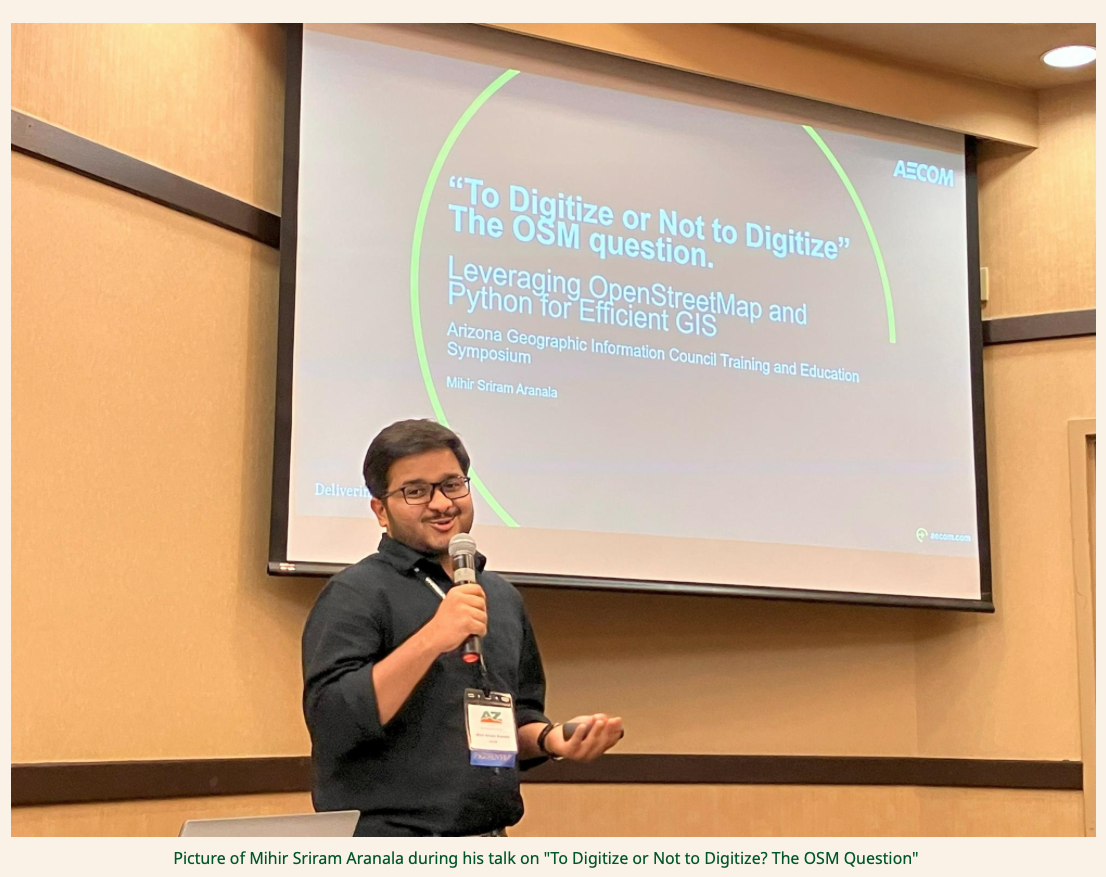 AECOM
“To Digitize or Not to Digitize”
The OSM question.
Leveraging OpenStreetMap and
Python for Efficient GIS
Arizona Geographic Information Council Training and Education
Symposium
Mihir Sriram Aranala
aecom.com
AZ
Picture of Mihir Sriram Aranala during his talk on "To Digitize or Not to Digitize? The OSM Question"